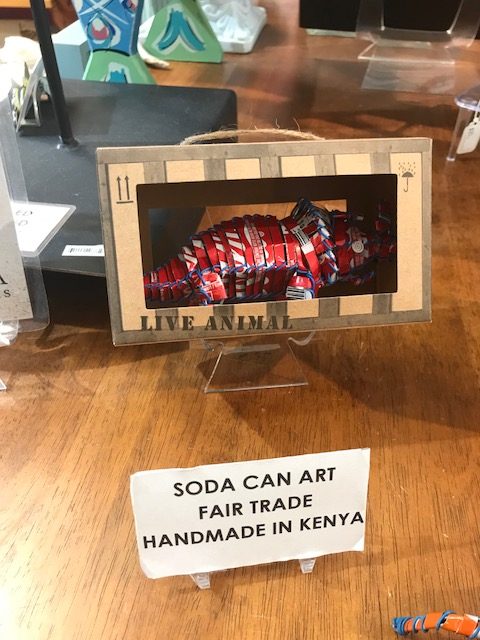 LIVE ANIMAL
SODA CAN ART
FAIR TRADE
HANDMADE IN KENYA